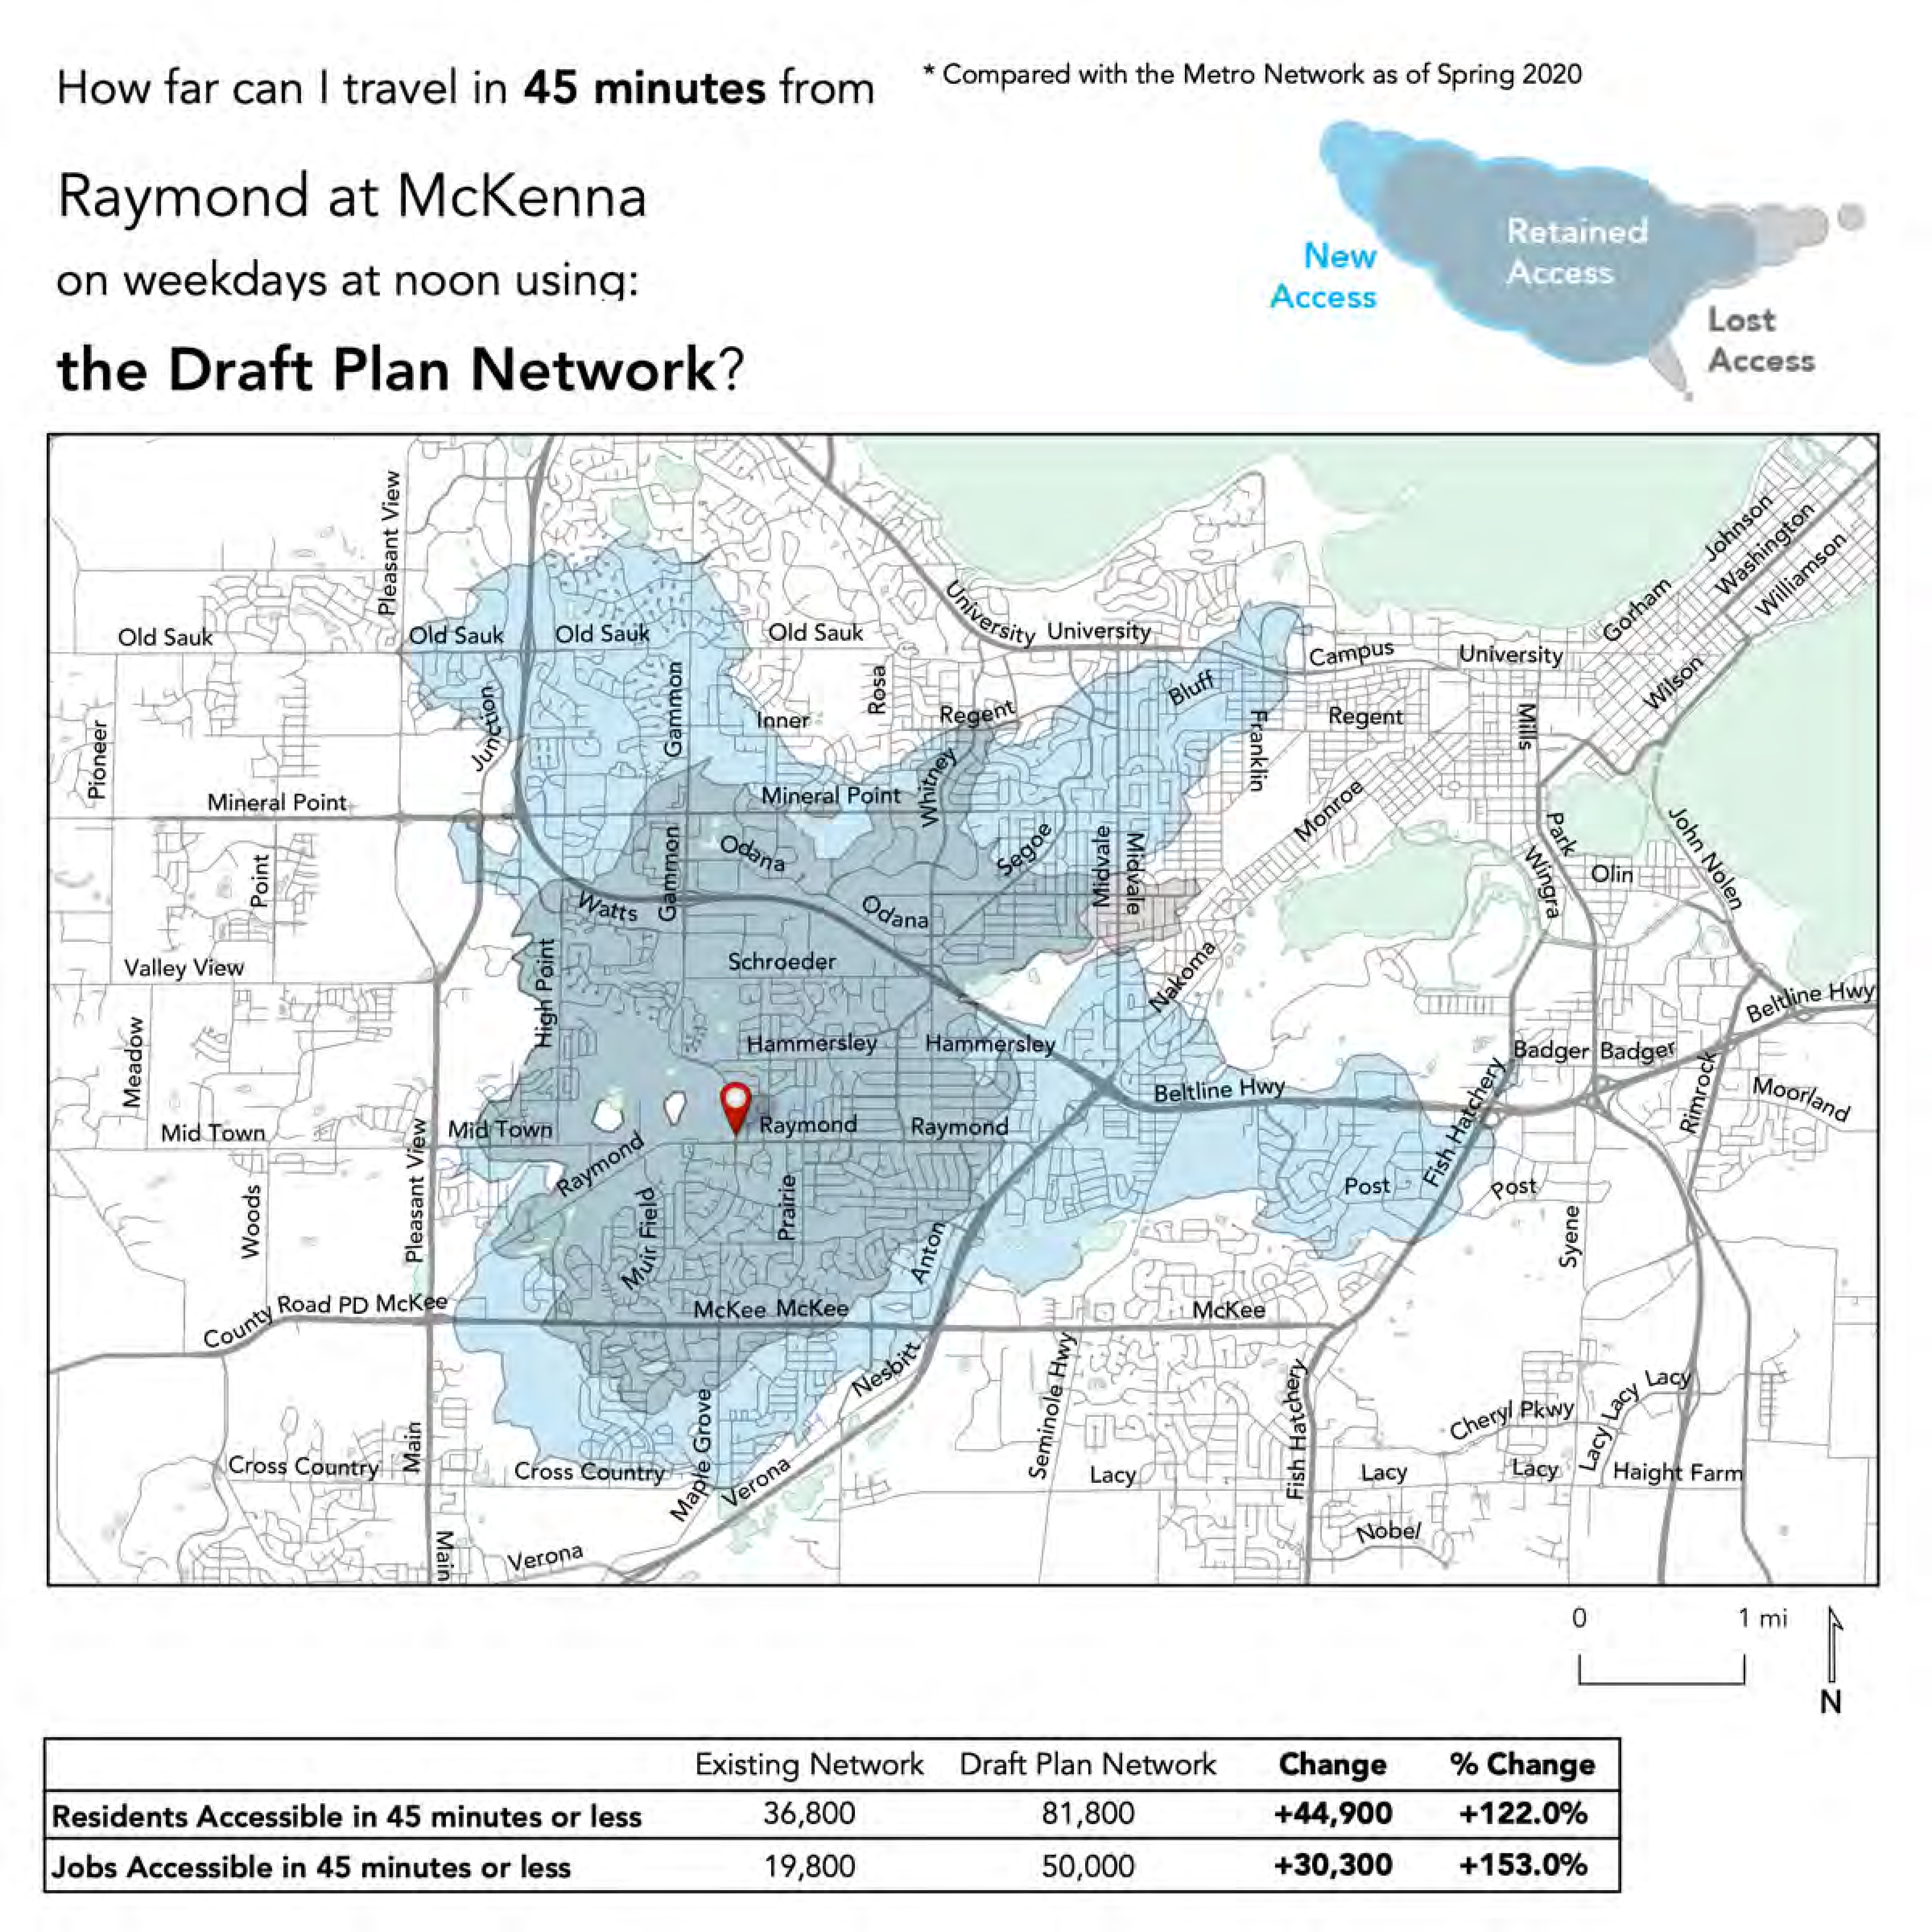 How far can I travel in 45 minutes from
* Compared with the Metro Network as of Spring 2020
Raymond at McKenna
on weekdays at noon using:
the Draft Plan Network?
New
Access
Retained
Access
Lost
Access
Pleasant View
Johnson
Washington
Williamson
Gorham
Wilson
Old Sauk
Old Sauk
Old Sauk
Old Sauk
University
University
Campus
University
Pioneer
Junction
Gammon
Inner
Rosa
Regent
Bluff
Franklin
Regent
Mills
Mineral Point
Mineral Point
Whitney
Monroe
Point
Gammon
Odana
Segoe
Midvale
Midvale
Park
Wingra
Olin
John Nolen
Watts
Odana
Valley View
High Point
Schroeder
Nakoma
Beltline Hwy
Meadow
Hammersley
Hammersley
Badger
Badger
Beltline Hwy
Fish Hatchery
Rimrock
Moorland
Mid Town
Mid Town
Raymond
Raymond
Raymond
Pleasant View
Woods
Muir Field
Prairie
Anton
Post
Post
Syene
County
Road PD
McKee
McKee
McKee
McKee
Nesbitt
Seminole Hwy
Fish Hatchery
Cheryl Pkwy
Lacy
Lacy
Lacy
Main
Cross Country
Cross Country
Maple Grove
Verona
Lacy
Lacy
Lacy
Haight Farm
Main
Verona
Nobel
0
1 mi
N
Existing Network Draft Plan Network Change % Change
Residents Accessible in 45 minutes or less 36,800 81,800 +44,900 +122.0%
Jobs Accessible in 45 minutes or less 19,800 50,000 +30,300 +153.0%